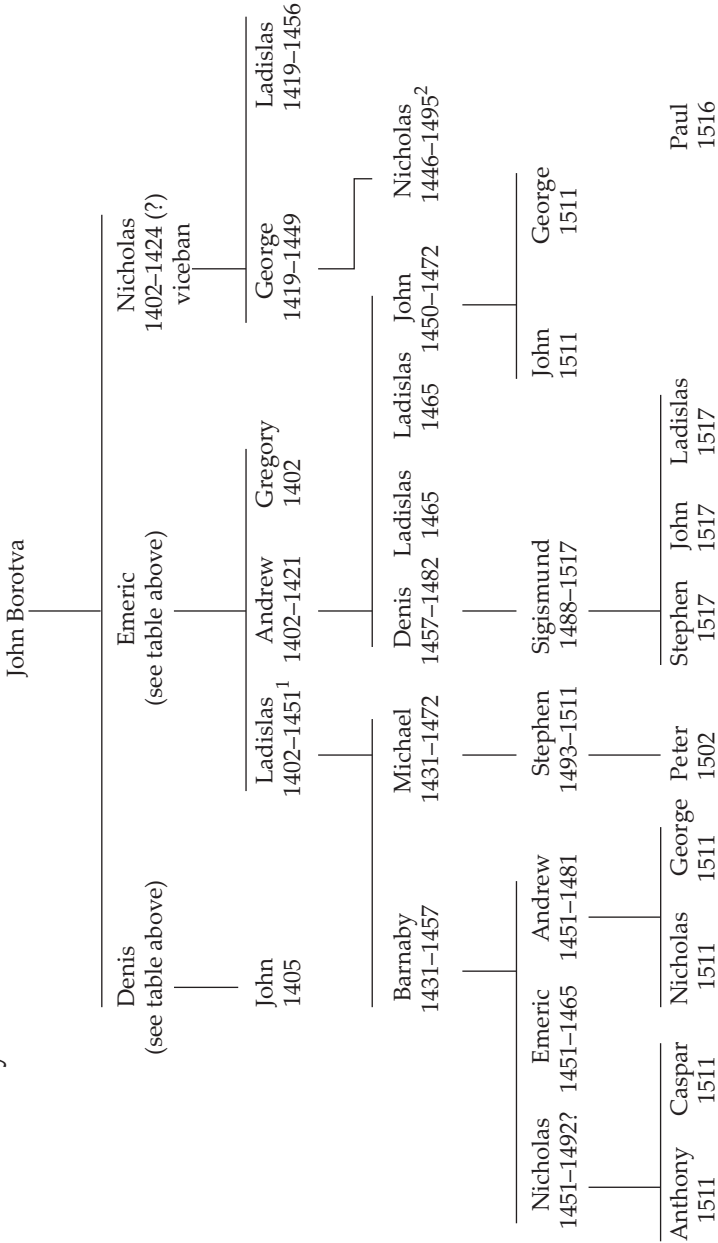 John Borotva
Denis
(see table above)
Emeric
(see table above)
Nicholas
1402–1424 (?)
viceban
John
1405
Ladislas
1402–1451¹
Andrew
1402–1421
Gregory
1402
George
1419–1449
Ladislas
1419–1456
Barnaby
1431–1457
Michael
1431–1472
Denis
1457–1482
Ladislas
1465
Ladislas
1465
John
1450–1472
Nicholas
1446–1495²
Nicholas
1451–1492?
Emeric
1451–1465
Andrew
1451–1481
Stephen
1493–1511
Sigismund
1488–1517
John
1511
George
1511
Anthony
1511
Caspar
1511
Nicholas
1511
George
1511
Peter
1502
Stephen
1517
John
1517
Ladislas
1517
Paul
1516